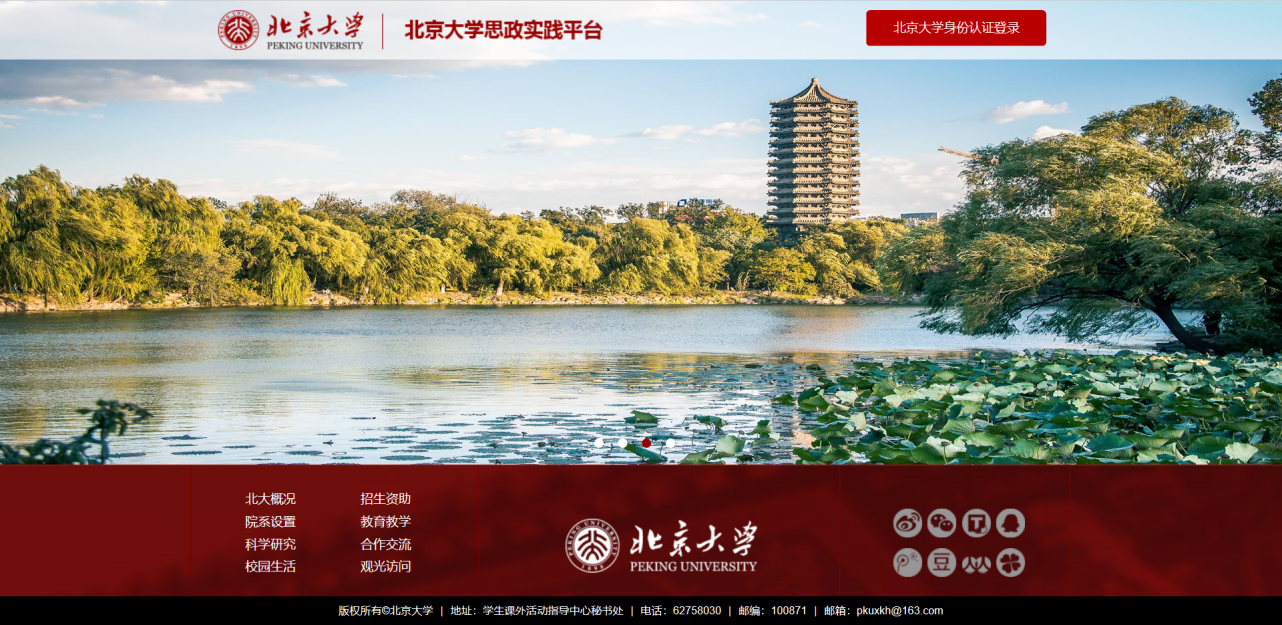 北京大学
PEKING UNIVERSITY
北京大学思政实践平台
北京大学身份认证登录
北大概况 招生资助
院系设置 教育教学
科学研究 合作交流
校园生活 观光访问
北京大学
PEKING UNIVERSITY
豆
版权所有©北京大学 | 地址：学生课外活动指导中心秘书处 | 电话：62758030 | 邮编：100871 | 邮箱：pkuxkh@163.com